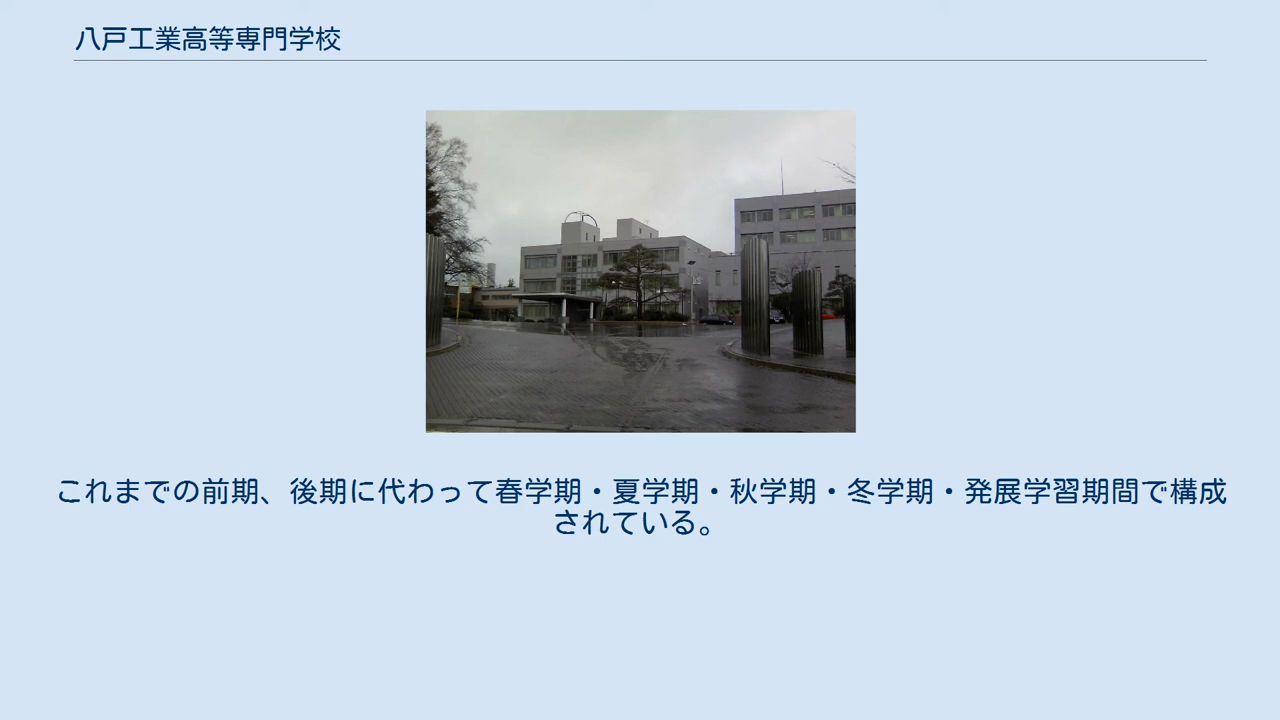 八戸工業高等専門学校
これまでの前期、後期に代わって春学期・夏学期・秋学期・冬学期・発展学習期間で構成
されている。